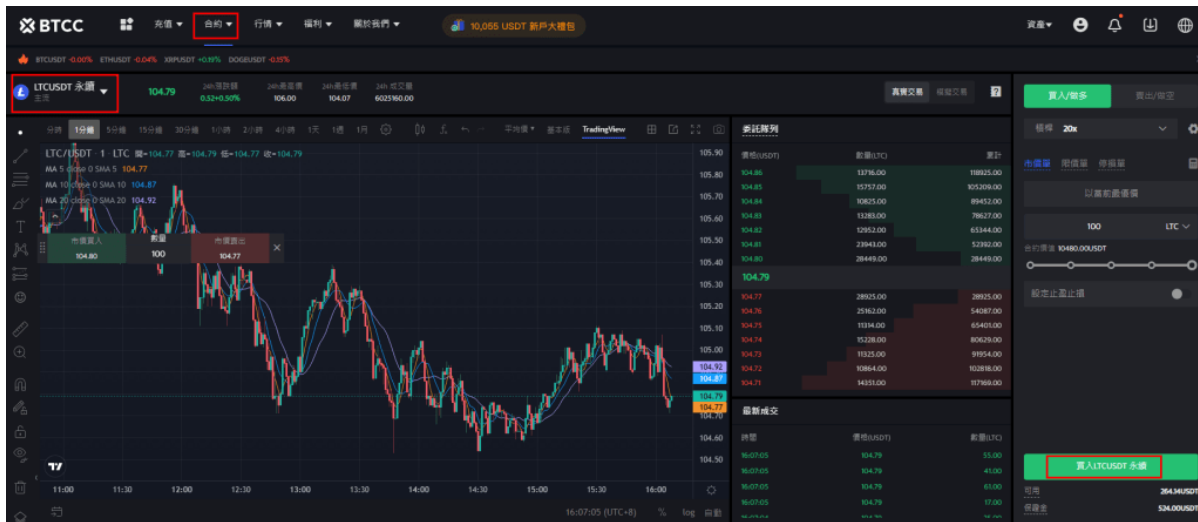 BTCC 充值 合約 行情 福利 關於我們 10,055 USDT 新戶大禮包 資產
BTCUSDT -0.00% ETHUSDT -0.04% XRPUSDT +0.19% DOGEUSDT -0.15%
LTCUSDT 永續 104.79 24h漲跌額 24h最高價 24h最低價 24h 成交量 真實交易 模擬交易 ? 買入/做多 賣出/做空
主流 0.52+0.50% 106.00 104.07 6025160.00
分時 1分鐘 5分鐘 15分鐘 30分鐘 1小時 2小時 4小時 1天 1週 1月 平均價 基本版 TradingView
LTC/USDT · 1 · LTC 開=104.77 高=104.79 低=104.77 收=104.79
MA 5 close 0 SMA 5 104.77
MA 10 close 0 SMA 10 104.87
MA 20 close 0 SMA 20 104.92
市價買入 數量 市價賣出
104.80 100 104.77
105.90
105.80
105.70
105.60
105.50
105.40
105.30
105.20
105.10
105.00
104.92
104.87
104.79
104.77
104.70
104.60
104.50
11:00 11:30 12:00 12:30 13:00 13:30 14:00 14:30 15:00 15:30 16:00
16:07:05 (UTC+8) % log 自動
委託隊列
價格(USDT) 數量(LTC) 累計
104.86 13716.00 118925.00
104.85 15757.00 105209.00
104.84 10825.00 89452.00
104.83 13283.00 78627.00
104.82 12952.00 65344.00
104.81 23943.00 52392.00
104.80 28449.00 28449.00
104.79
104.77 28925.00 28925.00
104.76 25162.00 54087.00
104.75 11314.00 65401.00
104.74 15228.00 80629.00
104.73 11325.00 91954.00
104.72 10864.00 102818.00
104.71 14351.00 117169.00
最新成交
時間 價格(USDT) 數量(LTC)
16:07:05 104.79 55.00
16:07:05 104.79 41.00
16:07:05 104.79 63.00
16:07:05 104.79 17.00
槓桿 20x
市價單 限價單 停損單
以當前最優價
100 LTC
合約價值 10480.00USDT
設定止盈止損
買入LTCUSDT 永續
可用 264.14USDT
保證金 524.00USDT